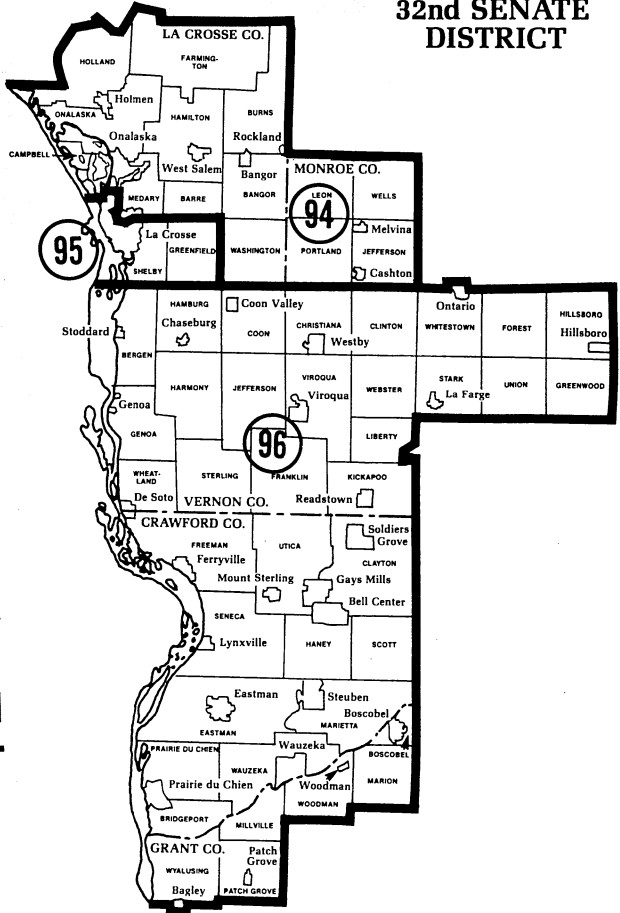 32nd SENATE
DISTRICT
LA CROSSE CO.
HOLLAND
FARMING-
TON
Holmen
ONALASKA
HAMILTON
BURNS
Onalaska
Rockland
CAMPBELL
West Salem
Bangor
MONROE CO.
MEDARY
BARRE
BANGOR
LEON
WELLS
94
95
La Crosse
Melvina
GREENFIELD
WASHINGTON
PORTLAND
JEFFERSON
SHELBY
Cashton
HAMBURG
Coon Valley
Ontario
Stoddard
Chaseburg
COON
CHRISTIANA
CLINTON
WHITESTOWN
FOREST
HILLSBORO
Hillsboro
Westby
BERGEN
HARMONY
JEFFERSON
VIROQUA
Viroqua
WEBSTER
STARK
La Farge
UNION
GREENWOOD
Genoa
GENOA
96
LIBERTY
WHEAT-
LAND
STERLING
FRANKLIN
KICKAPOO
De Soto
VERNON CO.
Readstown
CRAWFORD CO.
Soldiers
Grove
FREEMAN
UTICA
Ferryville
CLAYTON
Mount Sterling
Gays Mills
Bell Center
SENECA
Lynxville
HANEY
SCOTT
Eastman
Steuben
Boscobel
EASTMAN
MARIETTA
PRAIRIE DU CHIEN
Wauzeka
BOSCOBEL
WAUZEKA
Prairie du Chien
Woodman
MARION
WOODMAN
BRIDGEPORT
MILLVILLE
GRANT CO.
Patch
Grove
WYALUSING
Bagley
PATCH GROVE